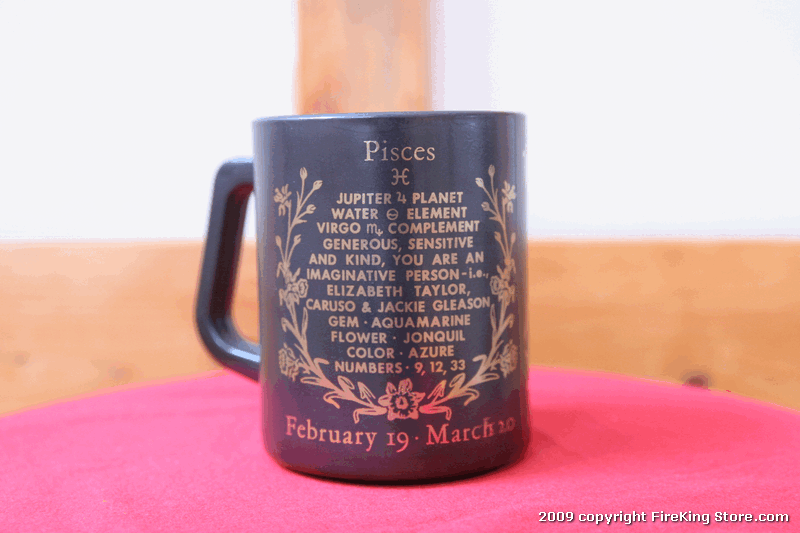 Pisces
♓
JUPITER ♃ PLANET
WATER ⊖ ELEMENT
VIRGO ♍ COMPLEMENT
GENEROUS, SENSITIVE
AND KIND, YOU ARE AN
IMAGINATIVE PERSON-i.e.,
ELIZABETH TAYLOR,
CARUSO & JACKIE GLEASON
GEM · AQUAMARINE
FLOWER · JONQUIL
COLOR · AZURE
NUMBERS · 9, 12, 33
February 19 · March 20
2009 copyright FireKing Store.com